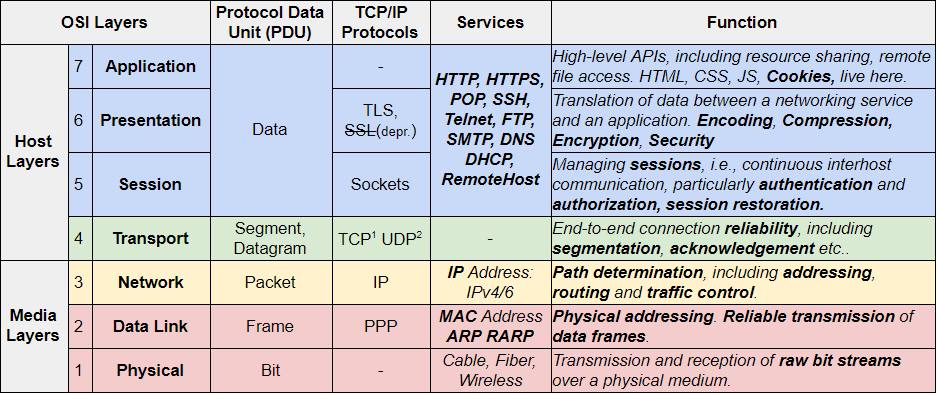 OSI Layers
Protocol Data
Unit (PDU)
TCP/IP
Protocols
Services
Function
Host
Layers
7
Application
Data
-
HTTP, HTTPS,
POP, SSH,
Telnet, FTP,
SMTP, DNS
DHCP,
RemoteHost
High-level APIs, including resource sharing, remote
file access. HTML, CSS, JS, Cookies, live here.
6
Presentation
TLS,
SSL(depr.)
Translation of data between a networking service
and an application. Encoding, Compression,
Encryption, Security
5
Session
Sockets
Managing sessions, i.e., continuous interhost
communication, particularly authentication and
authorization, session restoration.
4
Transport
Segment,
Datagram
TCP¹ UDP²
-
End-to-end connection reliability, including
segmentation, acknowledgement etc..
Media
Layers
3
Network
Packet
IP
IP Address:
IPv4/6
Path determination, including addressing,
routing and traffic control.
2
Data Link
Frame
PPP
MAC Address
ARP RARP
Physical addressing. Reliable transmission of
data frames.
1
Physical
Bit
-
Cable, Fiber,
Wireless
Transmission and reception of raw bit streams
over a physical medium.